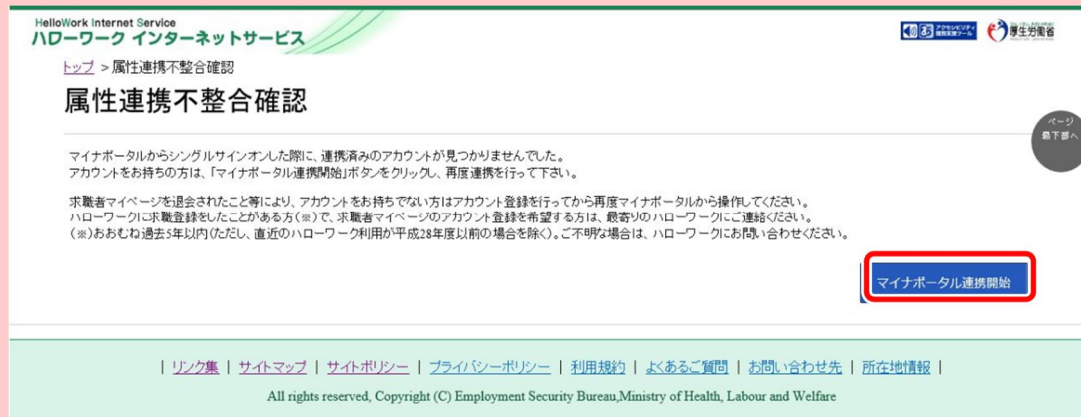 HelloWork Internet Service
ハローワーク インターネットサービス
アクセシビリティ
閲覧支援ツール
厚生労働省
トップ > 属性連携不整合確認
属性連携不整合確認
ページ
最下部へ
マイナポータルからシングルサインオンした際に、連携済みのアカウントが見つかりませんでした。
アカウントをお持ちの方は、「マイナポータル連携開始」ボタンをクリックし、再度連携を行って下さい。
求職者マイページを退会されたこと等により、アカウントをお持ちでない方はアカウント登録を行ってから再度マイナポータルから操作してください。
ハローワークに求職登録をしたことがある方(※)で、求職者マイページのアカウント登録を希望する方は、最寄りのハローワークにご連絡ください。
(※)おおむね過去5年以内(ただし、直近のハローワーク利用が平成28年度以前の場合を除く)。ご不明な場合は、ハローワークにお問い合わせください。
マイナポータル連携開始
| リンク集 | サイトマップ | サイトポリシー | プライバシーポリシー | 利用規約 | よくあるご質問 | お問い合わせ先 | 所在地情報 |
All rights reserved, Copyright (C) Employment Security Bureau,Ministry of Health, Labour and Welfare